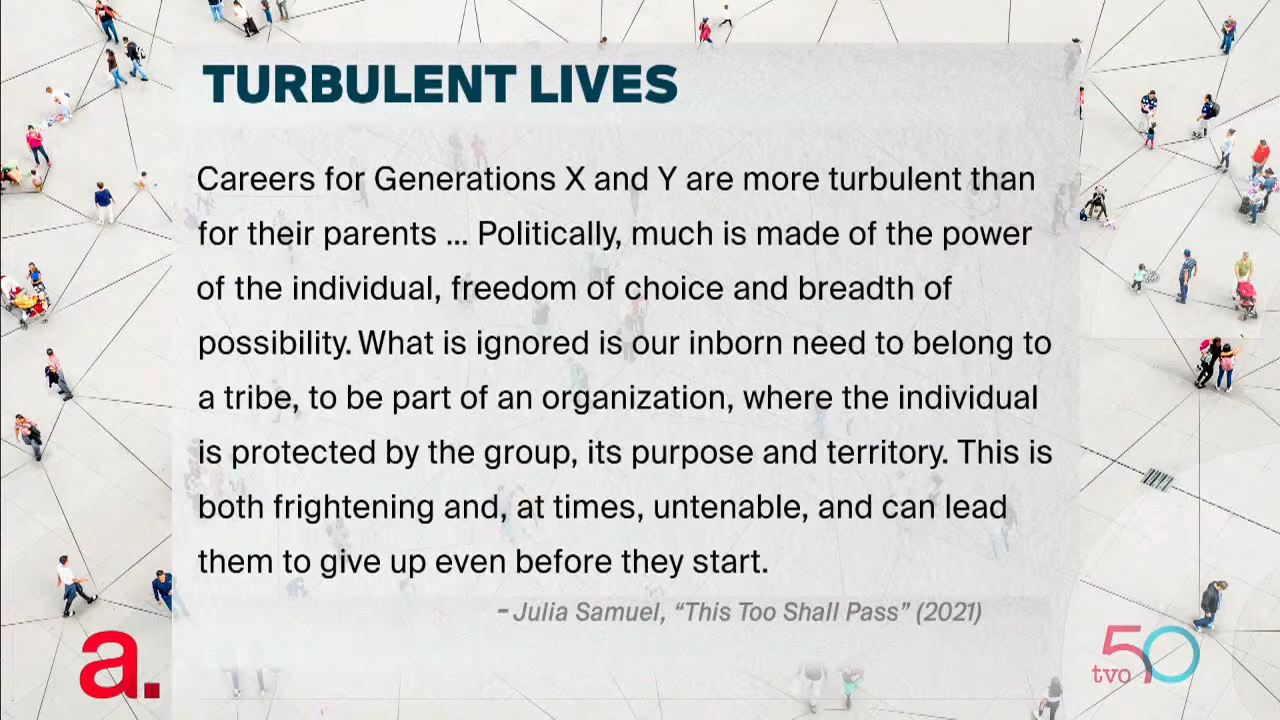 TURBULENT LIVES
Careers for Generations X and Y are more turbulent than
for their parents ... Politically, much is made of the power
of the individual, freedom of choice and breadth of
possibility. What is ignored is our inborn need to belong to
a tribe, to be part of an organization, where the individual
is protected by the group, its purpose and territory. This is
both frightening and, at times, untenable, and can lead
them to give up even before they start.
– Julia Samuel, “This Too Shall Pass” (2021)
a.
tvo 50